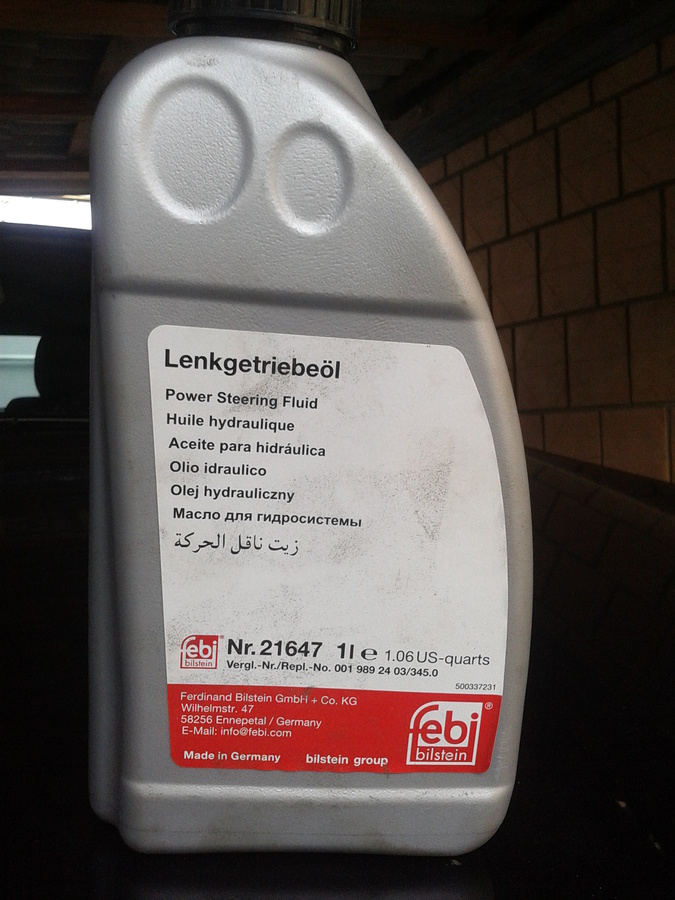 Lenkgetriebeöl
Power Steering Fluid
Huile hydraulique
Aceite para hidráulica
Olio idraulico
Olej hydrauliczny
Масло для гидросистемы
زيت ناقل الحركة
febi® bilstein Nr. 21647 1l e 1.06 US-quarts
Vergl.-Nr./Repl.-No. 001 989 24 03/345.0
500337231
Ferdinand Bilstein GmbH + Co. KG
Wilhelmstr. 47
58256 Ennepetal / Germany
E-Mail: info@febi.com
Made in Germany bilstein group
febi®
bilstein